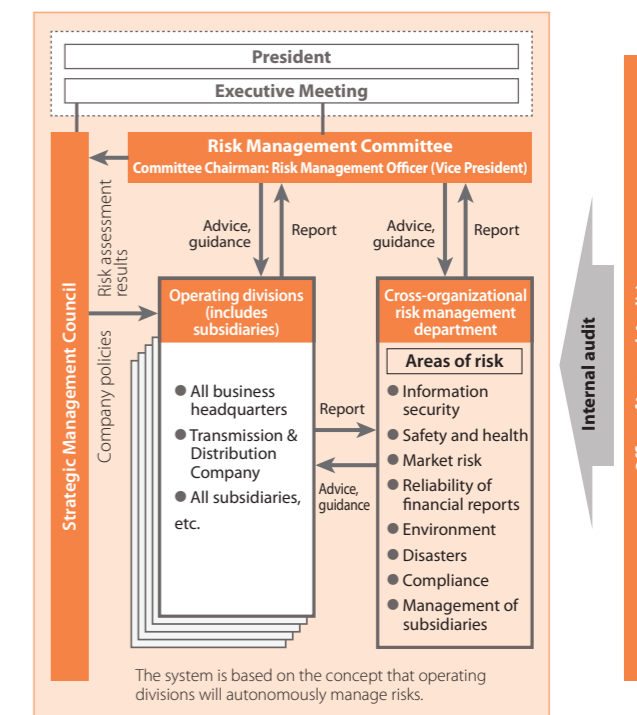 President
Executive Meeting
Risk Management Committee
Committee Chairman: Risk Management Officer (Vice President)
Strategic Management Council
Risk assessment
results
Company policies
Advice,
guidance
Report
Advice,
guidance
Report
Operating divisions
(includes
subsidiaries)
● All business
headquarters
● Transmission &
Distribution
Company
● All subsidiaries,
etc.
Report
Advice,
guidance
Cross-organizational
risk management
department
Areas of risk
● Information
security
● Safety and health
● Market risk
● Reliability of
financial reports
● Environment
● Disasters
● Compliance
● Management of
subsidiaries
Internal audit
The system is based on the concept that operating
divisions will autonomously manage risks.